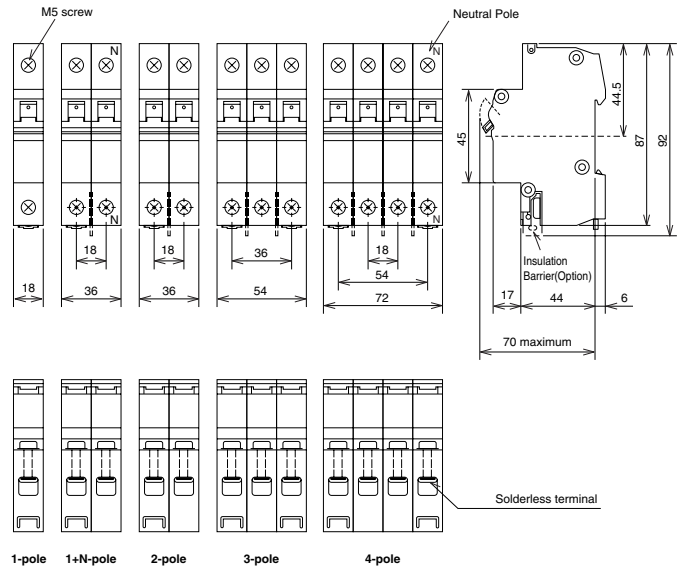 M5 screw
Neutral Pole
N
N
N
N
44.5
45
87
92
18
18
36
18
54
Insulation
Barrier(Option)
18
36
36
54
72
17
44
6
70 maximum
Solderless terminal
1-pole
1+N-pole
2-pole
3-pole
4-pole